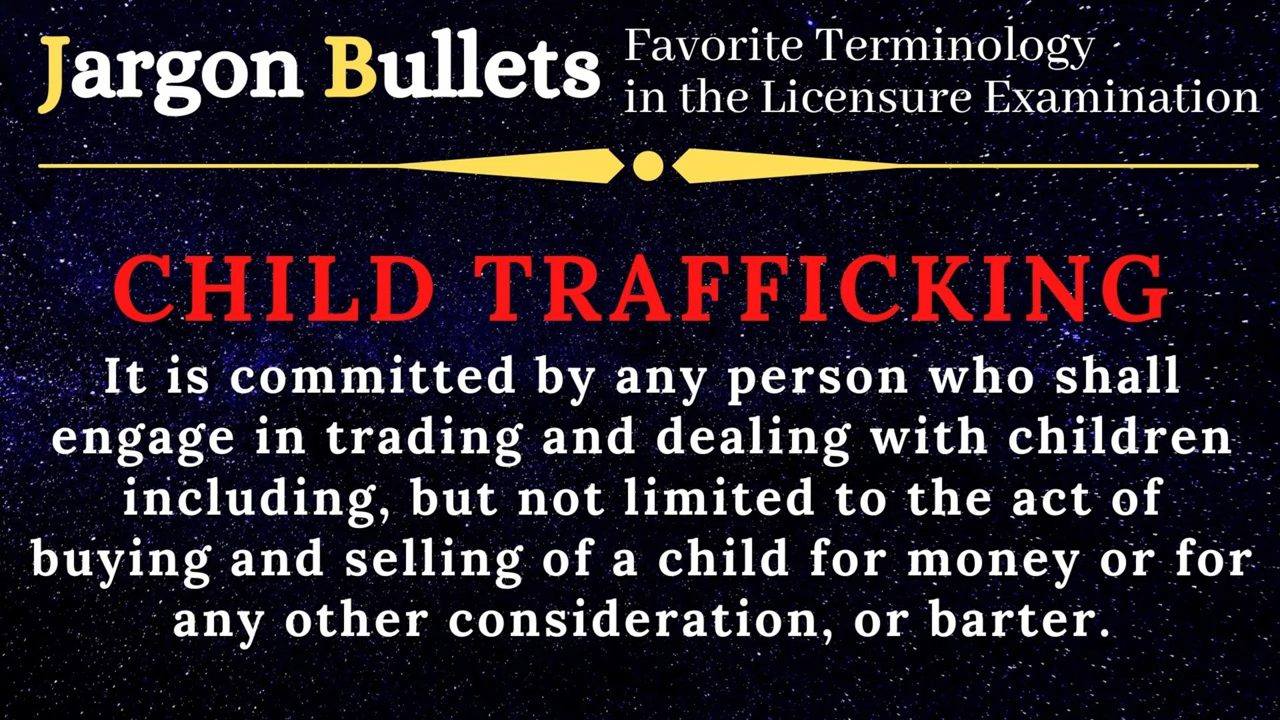 Jargon Bullets
Favorite Terminology
in the Licensure Examination
CHILD TRAFFICKING
It is committed by any person who shall
engage in trading and dealing with children
including, but not limited to the act of
buying and selling of a child for money or for
any other consideration, or barter.